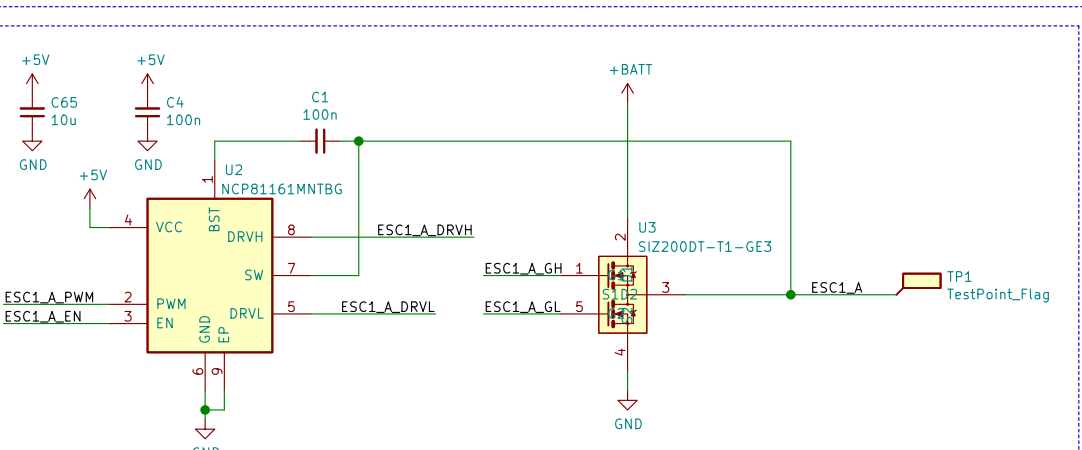 +5V
C65
10u
GND
+5V
C4
100n
GND
C1
100n
+BATT
+5V
1
U2
NCP81161MNTBG
4
VCC
BST
DRVH
8
ESC1_A_DRVH
SW
7
ESC1_A_PWM
2
PWM
ESC1_A_EN
3
EN
DRVL
5
ESC1_A_DRVL
GND
EP
6
9
GND
2
U3
SIZ200DT-T1-GE3
ESC1_A_GH
1
S1D2
3
ESC1_A_GL
5
4
GND
ESC1_A
TP1
TestPoint_Flag